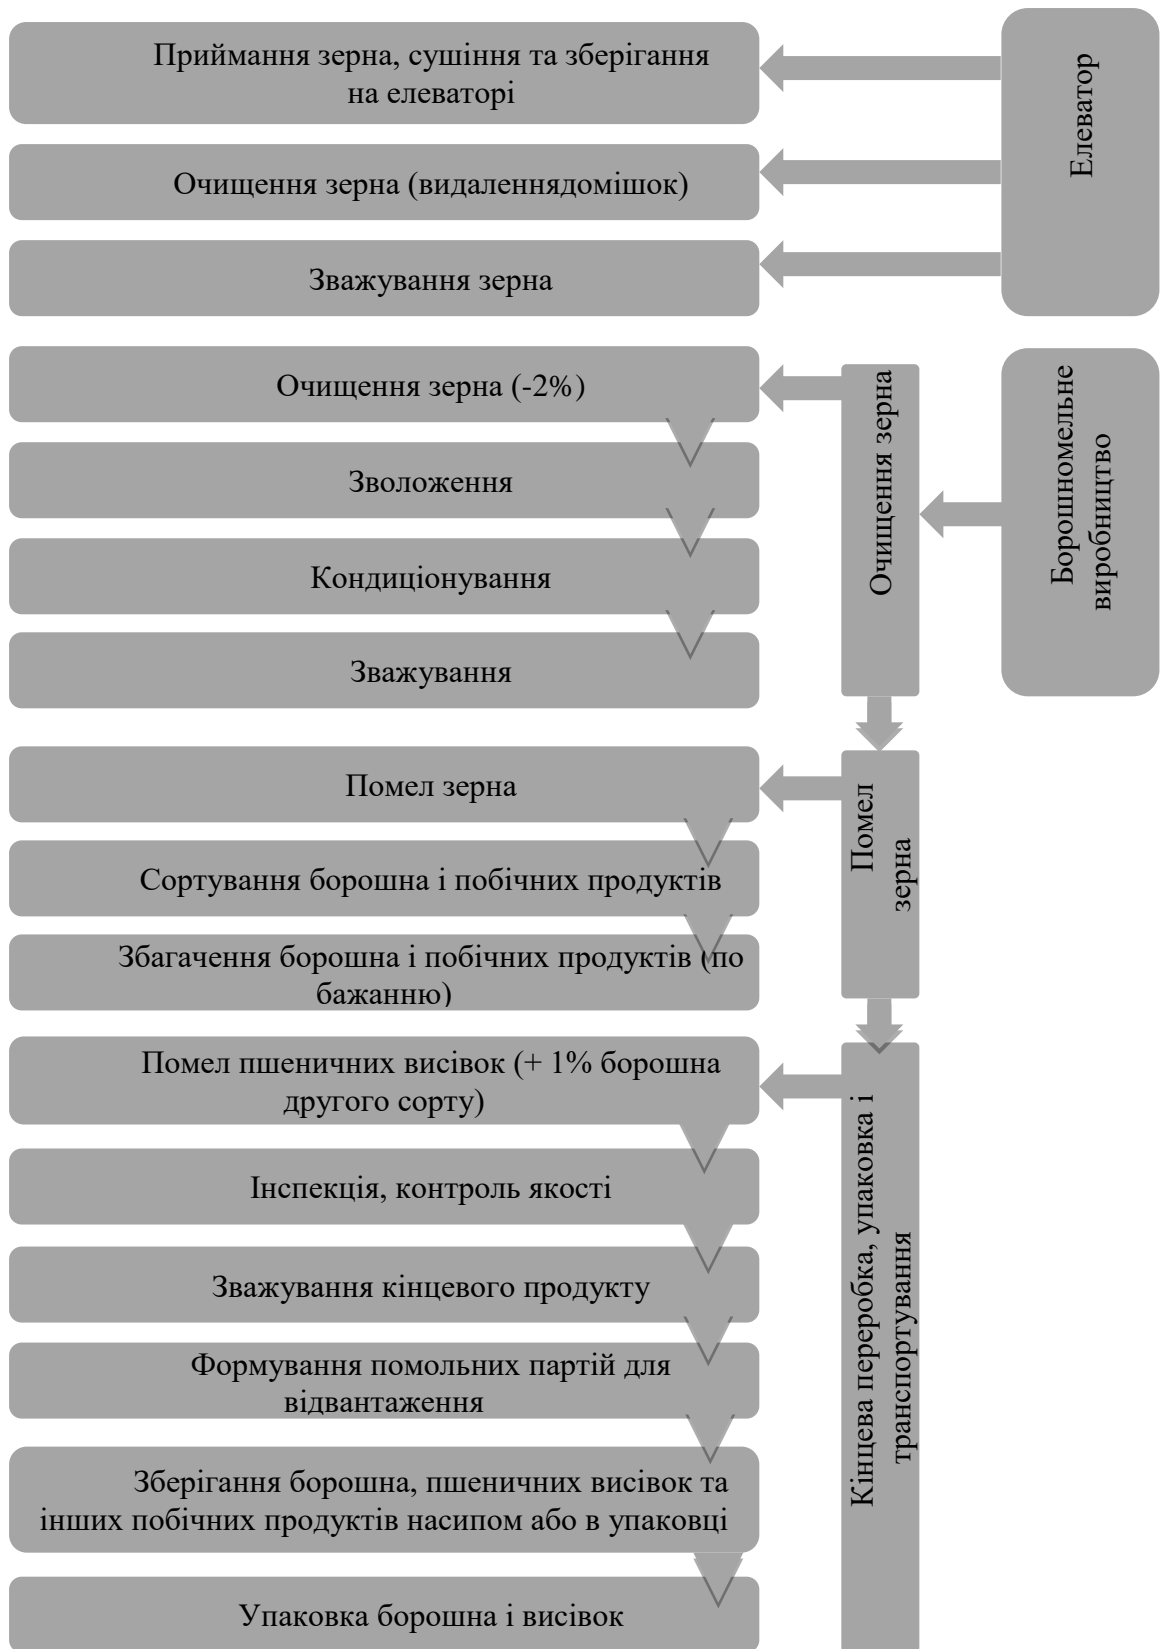 Приймання зерна, сушіння та зберігання
на елеваторі
Очищення зерна (видаленнядомішок)
Зважування зерна
Елеватор
Очищення зерна (-2%)
Зволоження
Кондиціонування
Зважування
Очищення зерна
Борошномельне
виробництво
Помел зерна
Сортування борошна і побічних продуктів
Збагачення борошна і побічних продуктів (по
бажанню)
Помел
зерна
Помел пшеничних висівок (+ 1% борошна
другого сорту)
Інспекція, контроль якості
Зважування кінцевого продукту
Формування помольних партій для
відвантаження
Зберігання борошна, пшеничних висівок та
інших побічних продуктів насипом або в упаковці
Упаковка борошна і висівок
Кінцева переробка, упаковка і
транспортування